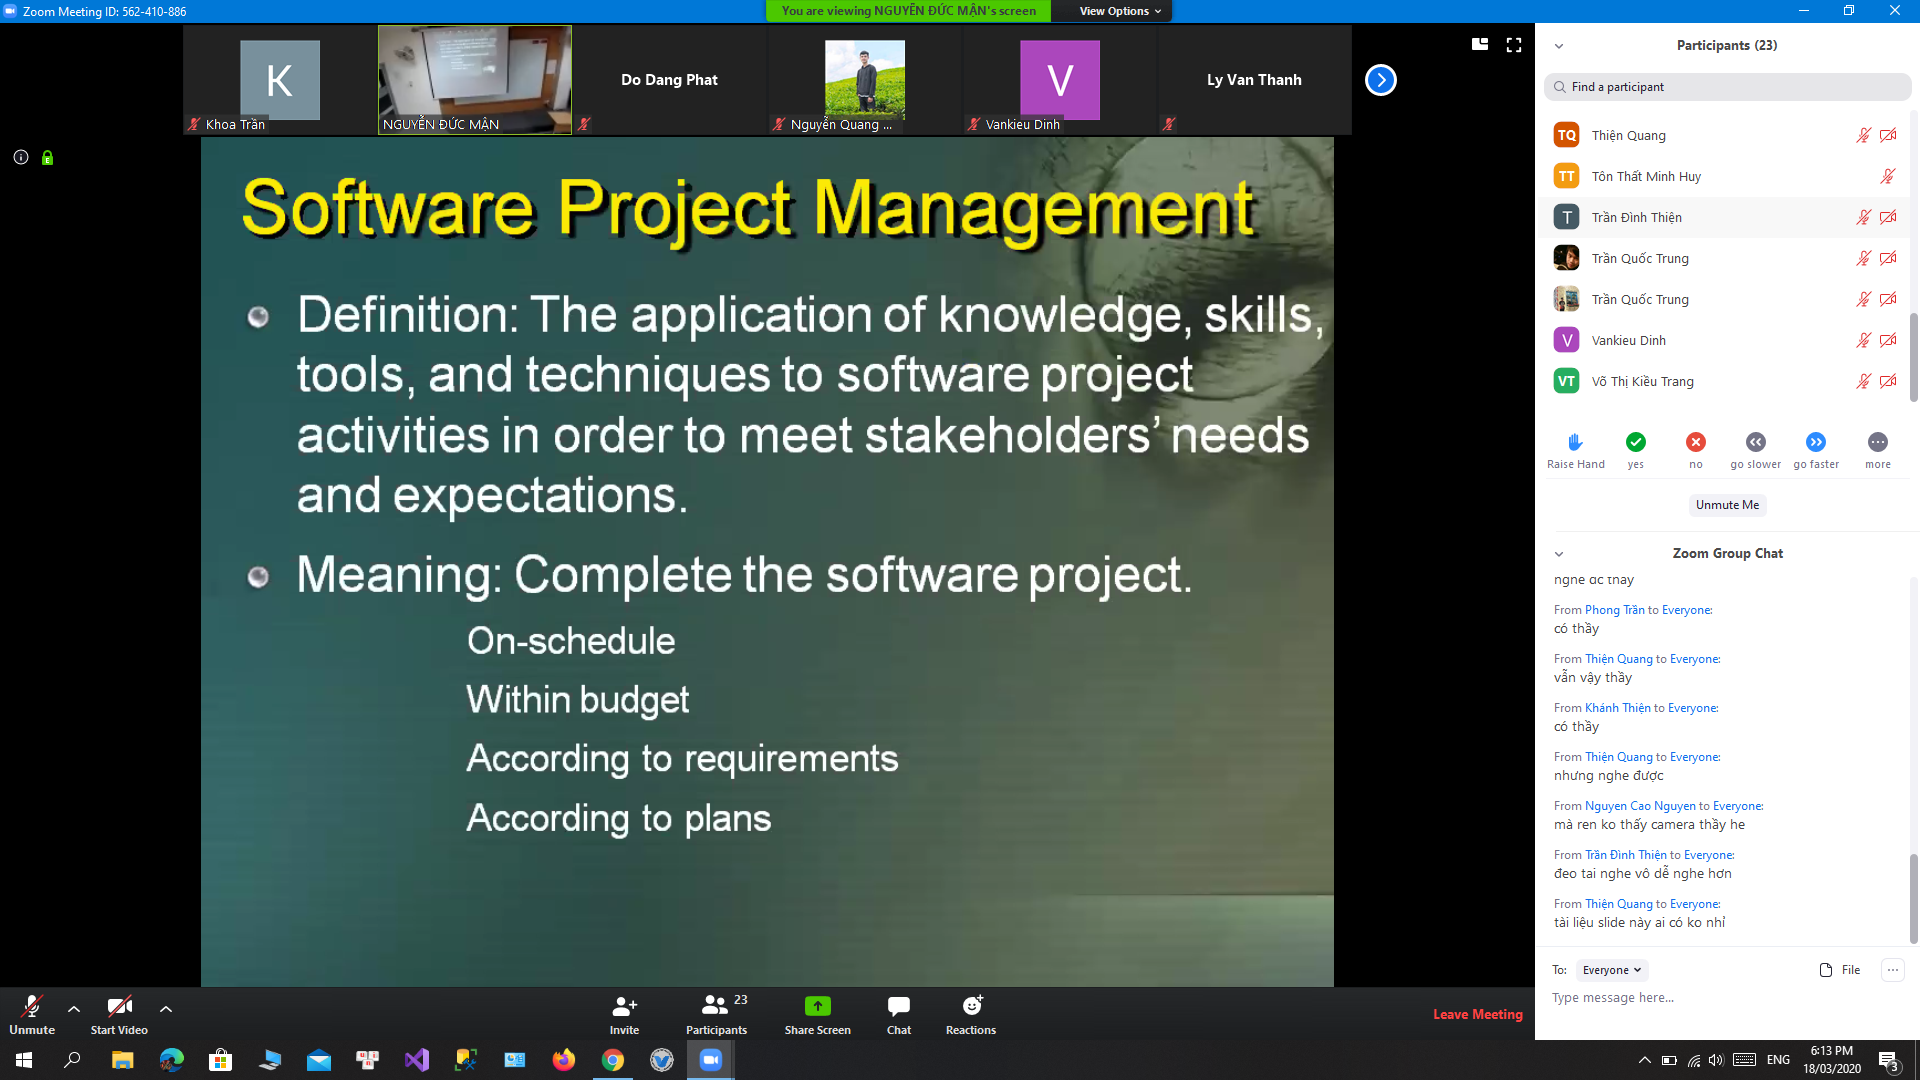 Zoom Meeting ID: 562-410-886
You are viewing NGUYỄN ĐỨC MẬN's screen
View Options
K
Khoa Trần
NGUYỄN ĐỨC MẬN
Do Dang Phat
Nguyễn Quang ...
V
Vankieu Dinh
Ly Van Thanh
Software Project Management
Definition: The application of knowledge, skills,
tools, and techniques to software project
activities in order to meet stakeholders’ needs
and expectations.
Meaning: Complete the software project.
On-schedule
Within budget
According to requirements
According to plans
Participants (23)
Find a participant
TQ Thiện Quang
TT Tôn Thất Minh Huy
T Trần Đình Thiện
Trần Quốc Trung
Trần Quốc Trung
V Vankieu Dinh
VT Võ Thị Kiều Trang
Raise Hand yes no go slower go faster more
Unmute Me
Zoom Group Chat
nghe đc thầy
From Phong Trần to Everyone:
có thầy
From Thiện Quang to Everyone:
vẫn vậy thầy
From Khánh Thiện to Everyone:
có thầy
From Thiện Quang to Everyone:
nhưng nghe được
From Nguyen Cao Nguyen to Everyone:
mà ren ko thấy camera thầy he
From Trần Đình Thiện to Everyone:
đeo tai nghe vô dễ nghe hơn
From Thiện Quang to Everyone:
tài liệu slide này ai có ko nhỉ
To: Everyone File
Type message here...
Unmute
Start Video
Invite
Participants 23
Share Screen
Chat
Reactions
Leave Meeting
ENG
6:13 PM
18/03/2020
3